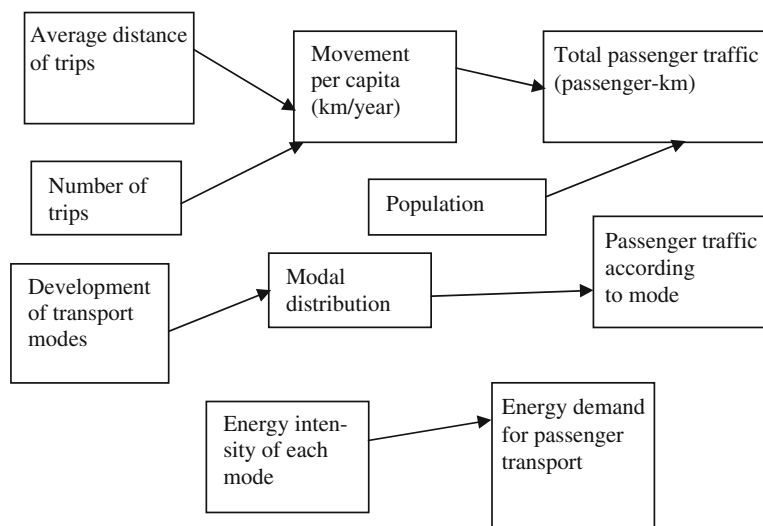 Average distance
of trips
Movement
per capita
(km/year)
Total passenger traffic
(passenger-km)
Number of
trips
Population
Passenger traffic
according
to mode
Development
of transport
modes
Modal
distribution
Energy inten-
sity of each
mode
Energy demand
for passenger
transport